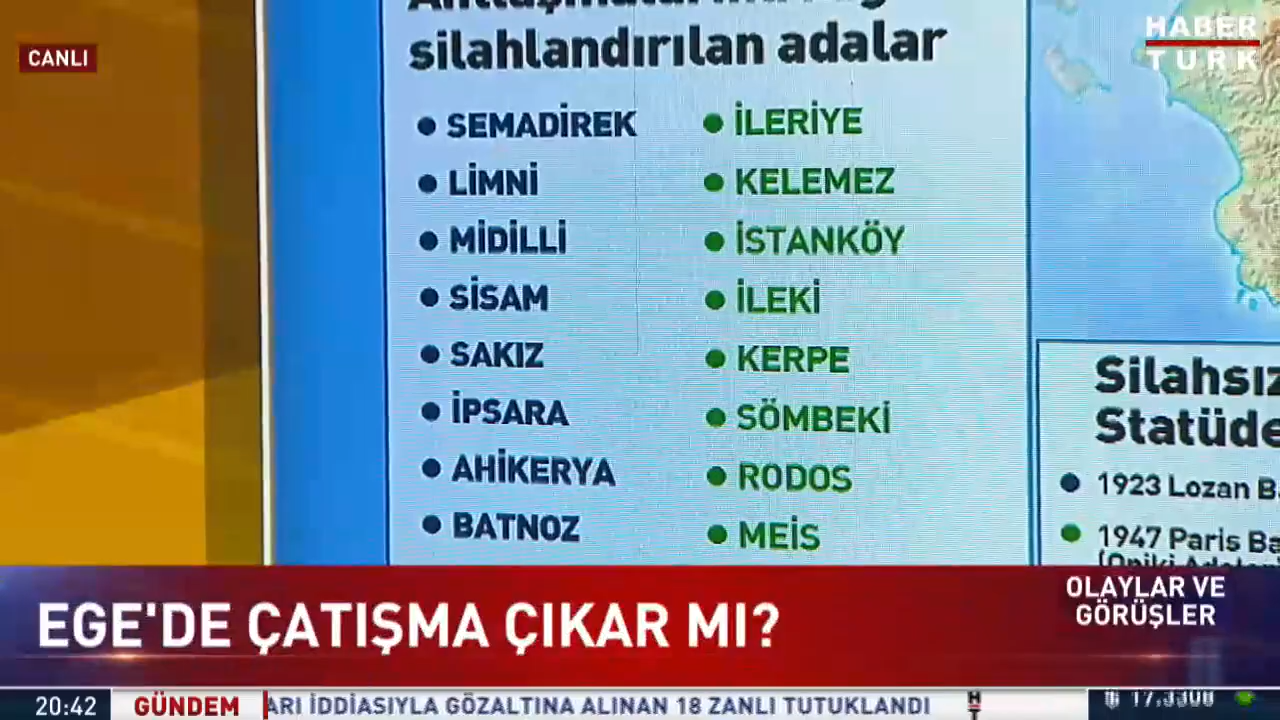 CANLI
HABER
TÜRK
silahlandırılan adalar
SEMADİREK
LİMNİ
MİDİLLİ
SİSAM
SAKIZ
İPSARA
AHİKERYA
BATNOZ
İLERİYE
KELEMEZ
İSTANKÖY
İLEKİ
KERPE
SÖMBEKİ
RODOS
MEİS
Silahsız
Statüde
1923 Lozan B
1947 Paris Ba
EGE'DE ÇATIŞMA ÇIKAR MI?
OLAYLAR VE
GÖRÜŞLER
20:42 GÜNDEM ARI İDDİASIYLA GÖZALTINA ALINAN 18 ZANLI TUTUKLANDI